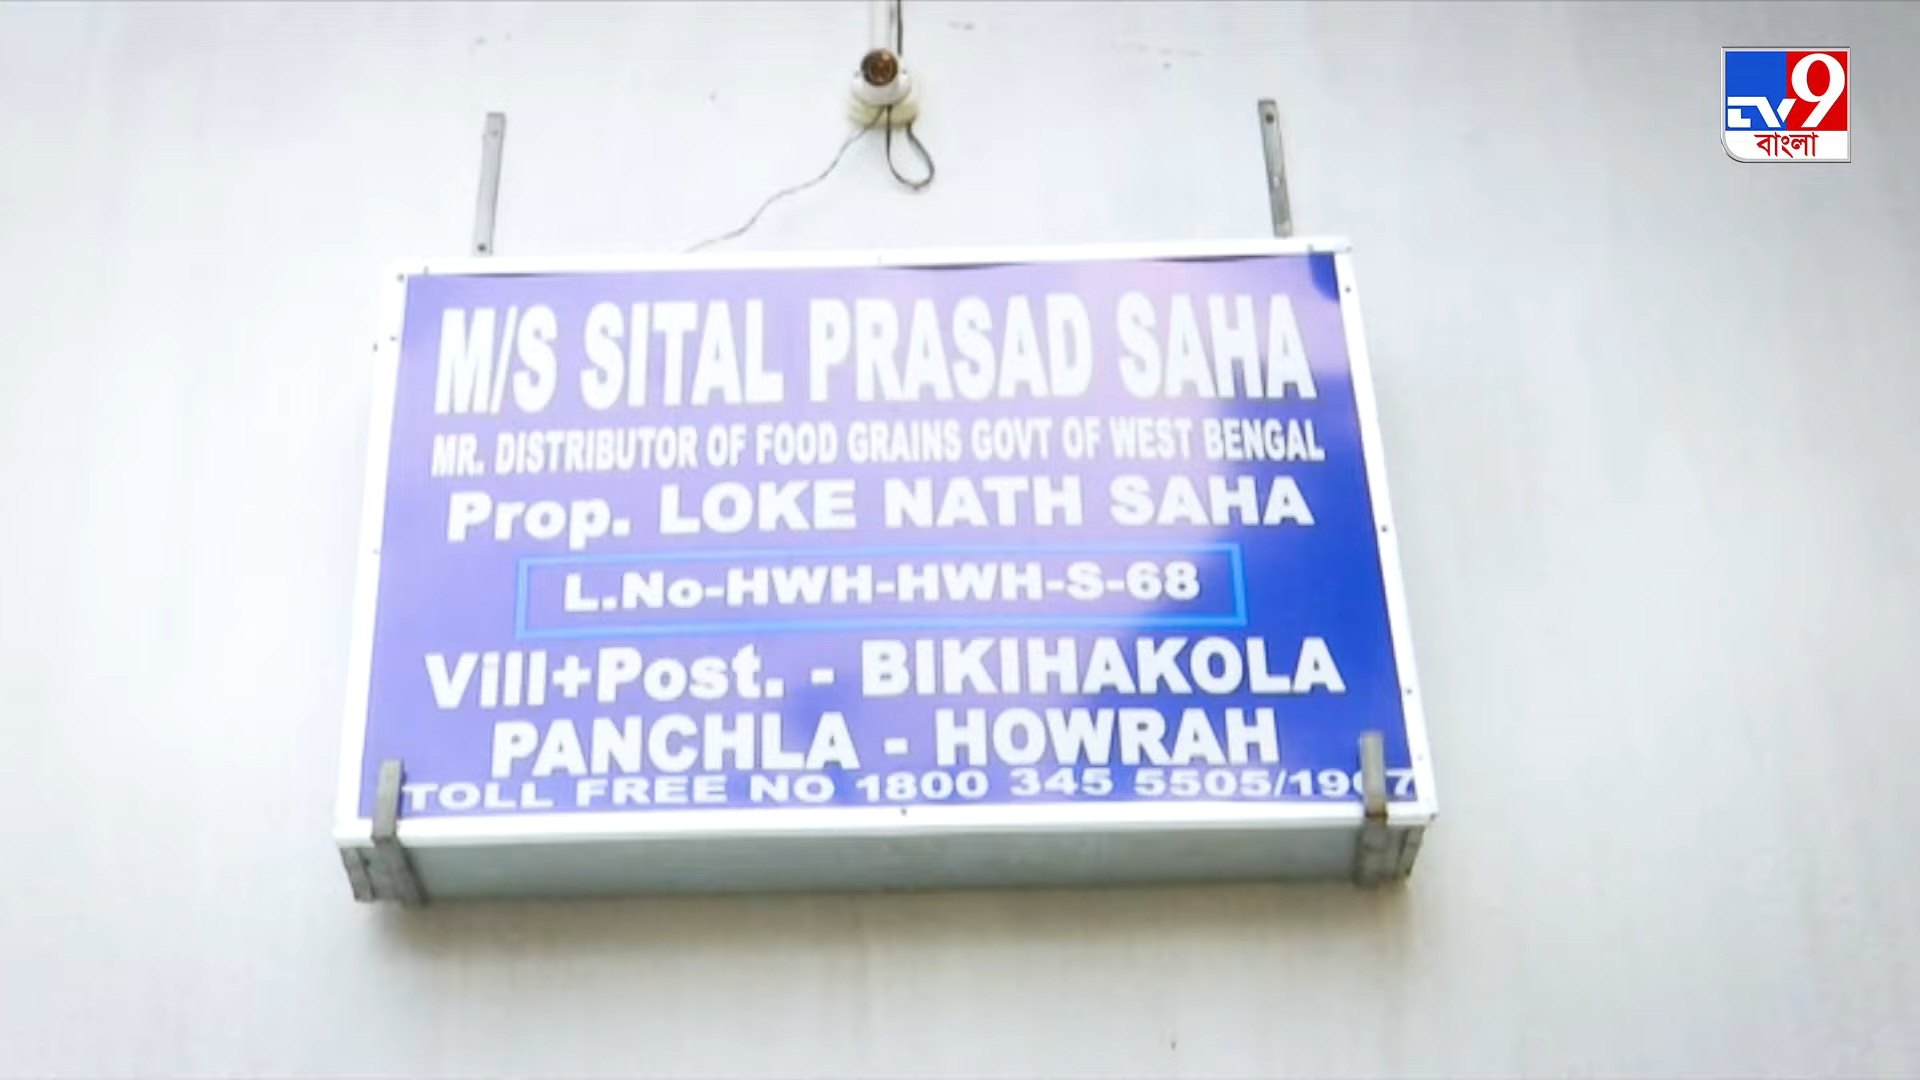 TV9
বাংলা
M/S SITAL PRASAD SAHA
MR. DISTRIBUTOR OF FOOD GRAINS GOVT OF WEST BENGAL
Prop. LOKE NATH SAHA
L.No-HWH-HWH-S-68
Vill+Post. - BIKIHAKOLA
PANCHLA - HOWRAH
TOLL FREE NO 1800 345 5505/